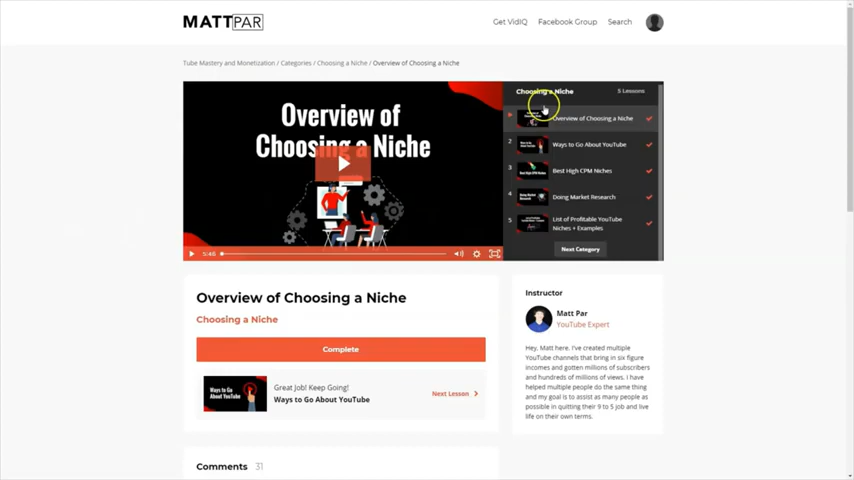 MATTPAR
Get VidIQ
Facebook Group
Search
Tube Mastery and Monetization / Categories / Choosing a Niche / Overview of Choosing a Niche
Overview of
Choosing a Niche
5:46
Choosing a Niche
5 Lessons
Overview of Choosing a Niche
2
Ways to Go About YouTube
3
Best High CPM Niches
4
Doing Market Research
5
List of Profitable YouTube
Niches + Examples
Next Category
Overview of Choosing a Niche
Choosing a Niche
Complete
Ways to Go
About YouTube
Great Job! Keep Going!
Ways to Go About YouTube
Next Lesson
Comments 31
Instructor
Matt Par
YouTube Expert
Hey, Matt here. I've created multiple
YouTube channels that bring in six figure
incomes and gotten millions of subscribers
and hundreds of millions of views. I have
helped multiple people do the same thing
and my goal is to assist as many people as
possible in quitting their 9 to 5 job and live
life on their own terms.